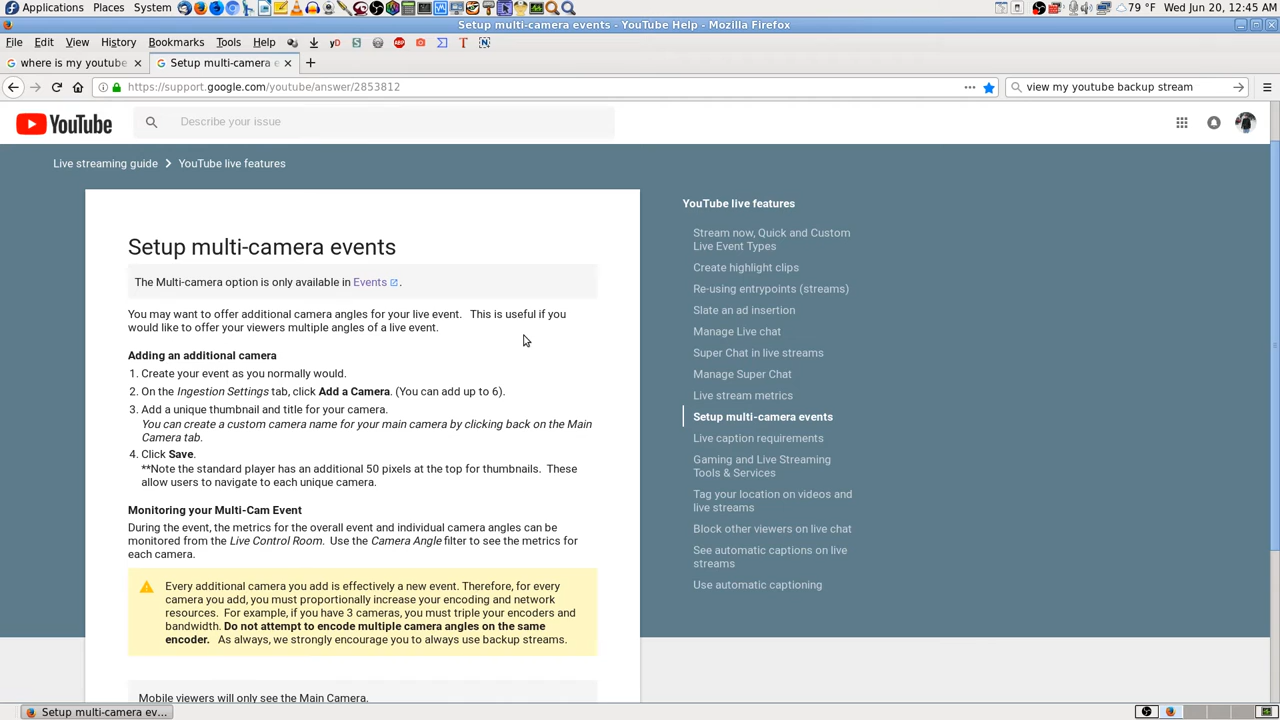 Applications Places System 79 °F Wed Jun 20, 12:45 AM
Setup multi-camera events - YouTube Help - Mozilla Firefox
File Edit View History Bookmarks Tools Help
where is my youtube Setup multi-camera e
https://support.google.com/youtube/answer/2853812 view my youtube backup stream
YouTube Describe your issue
Live streaming guide YouTube live features
YouTube live features
Setup multi-camera events
The Multi-camera option is only available in Events .
You may want to offer additional camera angles for your live event. This is useful if you
would like to offer your viewers multiple angles of a live event.
Adding an additional camera
1. Create your event as you normally would.
2. On the Ingestion Settings tab, click Add a Camera. (You can add up to 6).
3. Add a unique thumbnail and title for your camera.
You can create a custom camera name for your main camera by clicking back on the Main
Camera tab.
4. Click Save.
**Note the standard player has an additional 50 pixels at the top for thumbnails. These
allow users to navigate to each unique camera.
Monitoring your Multi-Cam Event
During the event, the metrics for the overall event and individual camera angles can be
monitored from the Live Control Room. Use the Camera Angle filter to see the metrics for
each camera.
Every additional camera you add is effectively a new event. Therefore, for every
camera you add, you must proportionally increase your encoding and network
resources. For example, if you have 3 cameras, you must triple your encoders and
bandwidth. Do not attempt to encode multiple camera angles on the same
encoder. As always, we strongly encourage you to always use backup streams.
Mobile viewers will only see the Main Camera.
Stream now, Quick and Custom
Live Event Types
Create highlight clips
Re-using entrypoints (streams)
Slate an ad insertion
Manage Live chat
Super Chat in live streams
Manage Super Chat
Live stream metrics
Setup multi-camera events
Live caption requirements
Gaming and Live Streaming
Tools & Services
Tag your location on videos and
live streams
Block other viewers on live chat
See automatic captions on live
streams
Use automatic captioning
Setup multi-camera ev...